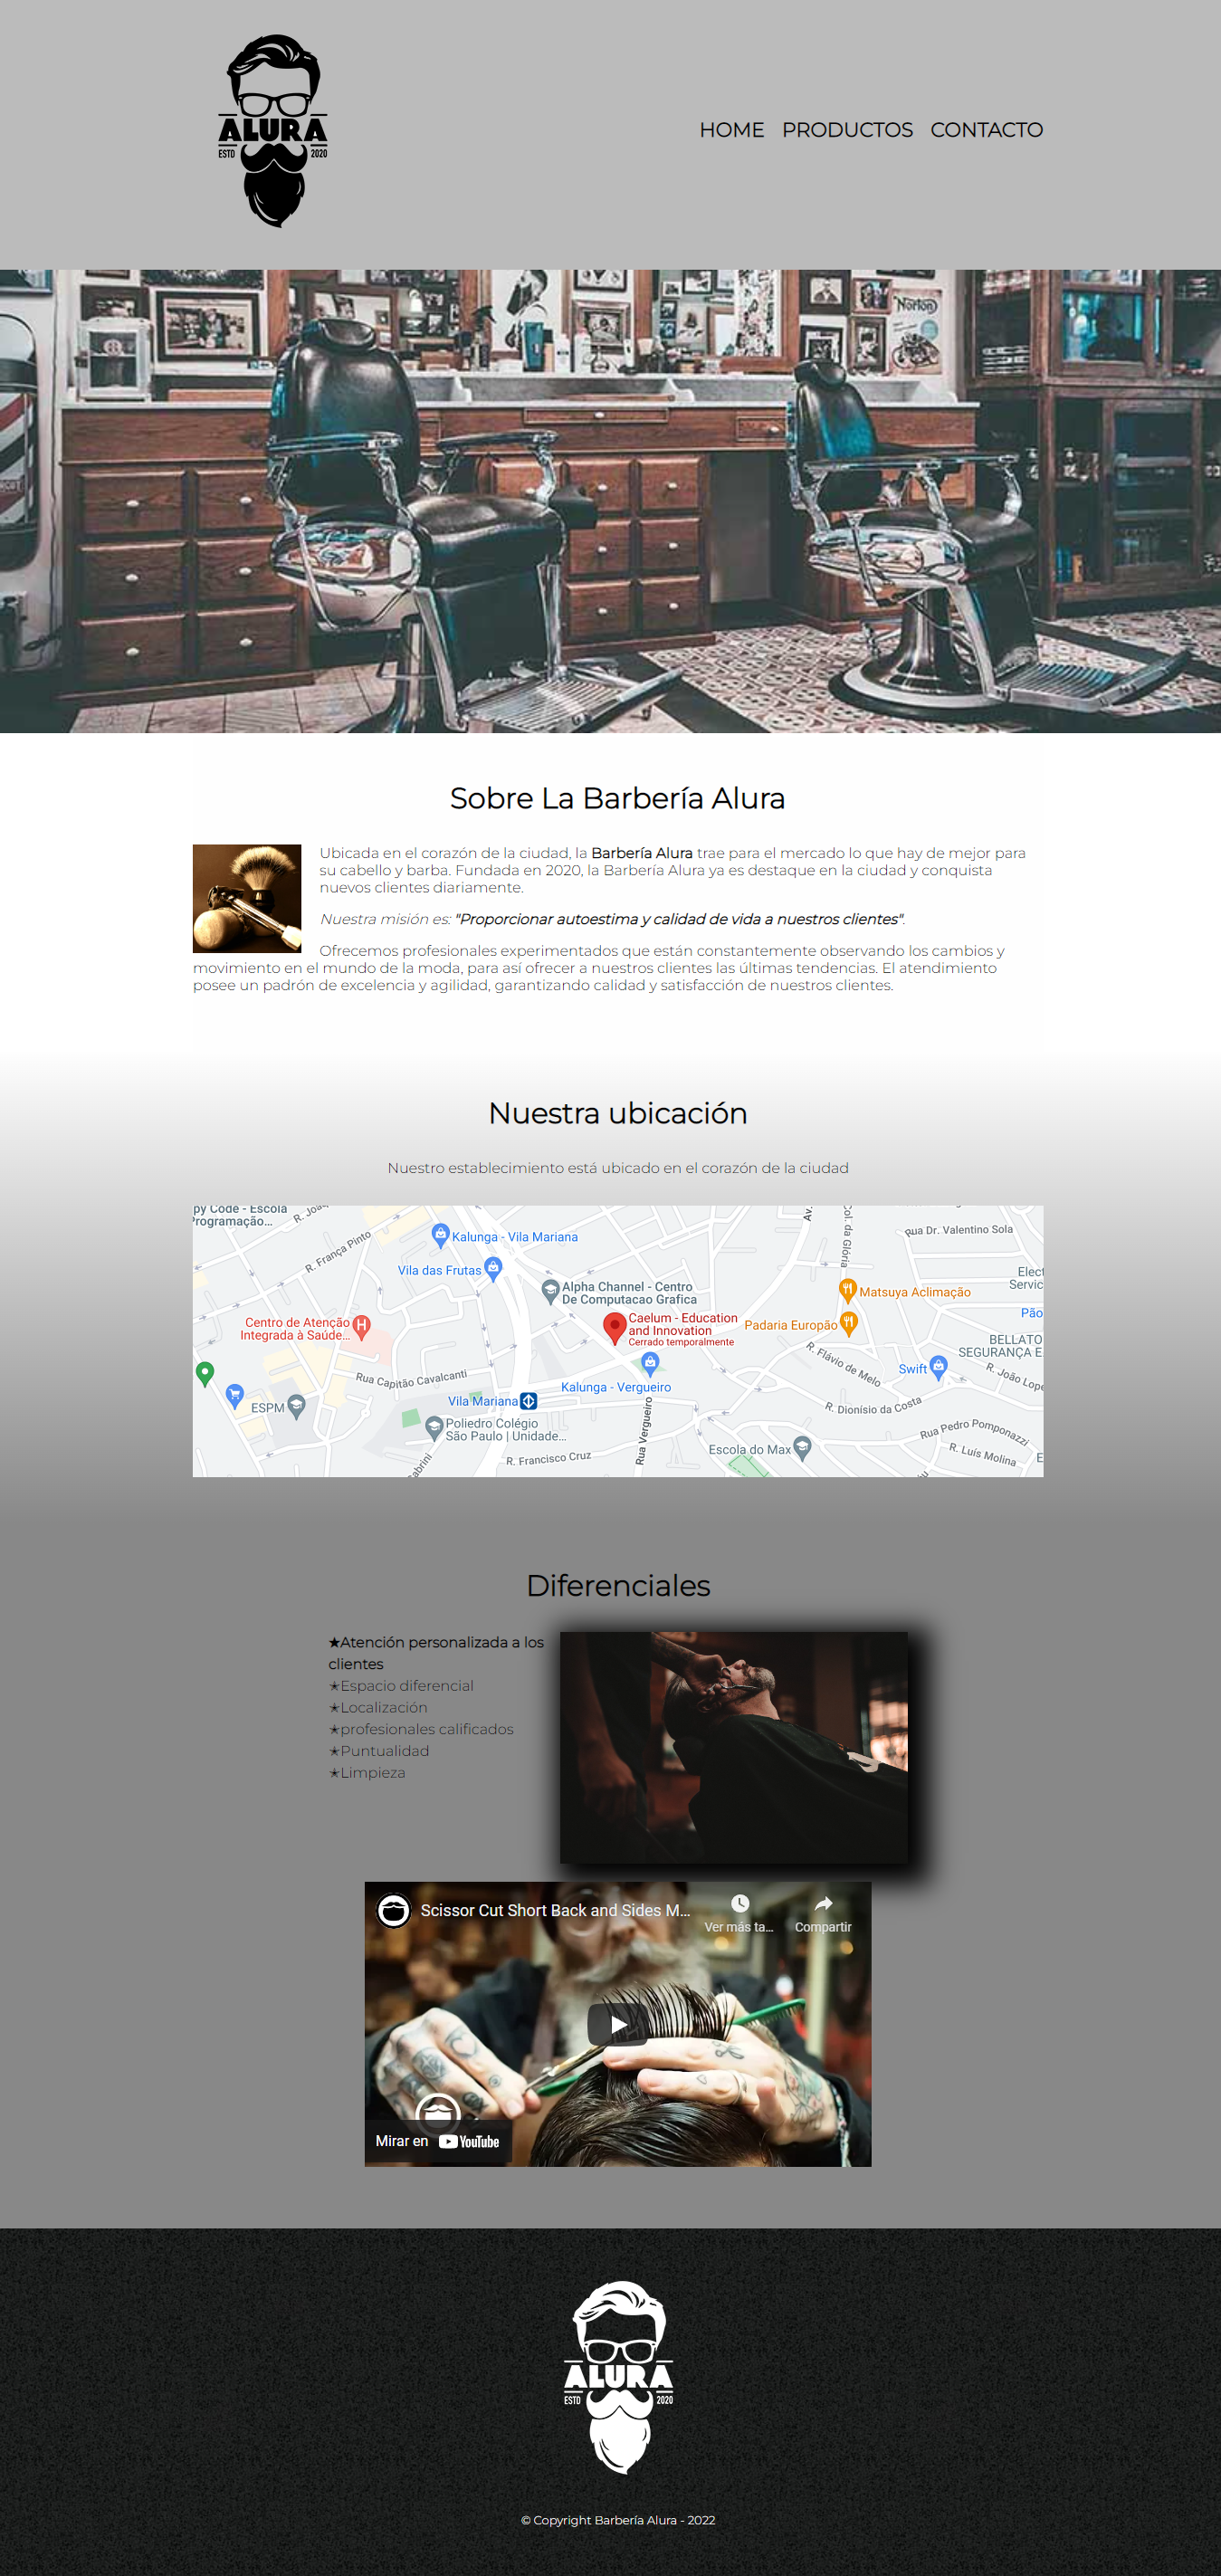 ALURA
ESTD 2020
HOME PRODUCTOS CONTACTO
Norton
Sobre La Barbería Alura
Ubicada en el corazón de la ciudad, la Barbería Alura trae para el mercado lo que hay de mejor para
su cabello y barba. Fundada en 2020, la Barbería Alura ya es destaque en la ciudad y conquista
nuevos clientes diariamente.
Nuestra misión es: "Proporcionar autoestima y calidad de vida a nuestros clientes".
Ofrecemos profesionales experimentados que están constantemente observando los cambios y
movimiento en el mundo de la moda, para así ofrecer a nuestros clientes las últimas tendencias. El atendimiento
posee un padrón de excelencia y agilidad, garantizando calidad y satisfacción de nuestros clientes.
Nuestra ubicación
Nuestro establecimiento está ubicado en el corazón de la ciudad
py Code - Escola
Programação...
R. Joaq
R. França Pinto
Kalunga - Vila Mariana
Vila das Frutas
Alpha Channel - Centro
De Computacao Grafica
Av.
Col. da Glória
Rua Dr. Valentino Sola
Elect
Servic
Matsuya Aclimação
Pão
Centro de Atenção
Integrada à Saúde...
Caelum - Education
and Innovation
Cerrado temporalmente
Padaria Europão
BELLATO
SEGURANÇA E
R. Flávio de Melo
Swift
R. João Lope
Rua Capitão Cavalcanti
Kalunga - Vergueiro
Vila Mariana
ESPM
R. Dionísio da Costa
Poliedro Colégio
São Paulo | Unidade...
Rua Vergueiro
Rua Pedro Pomponazzi
Escola do Max
R. Luís Molina
R. Francisco Cruz
abrini
E
Diferenciales
★Atención personalizada a los
clientes
★Espacio diferencial
★Localización
★profesionales calificados
★Puntualidad
★Limpieza
Scissor Cut Short Back and Sides M...
Ver más ta...
Compartir
Mirar en YouTube
ALURA
ESTD 2020
© Copyright Barbería Alura - 2022